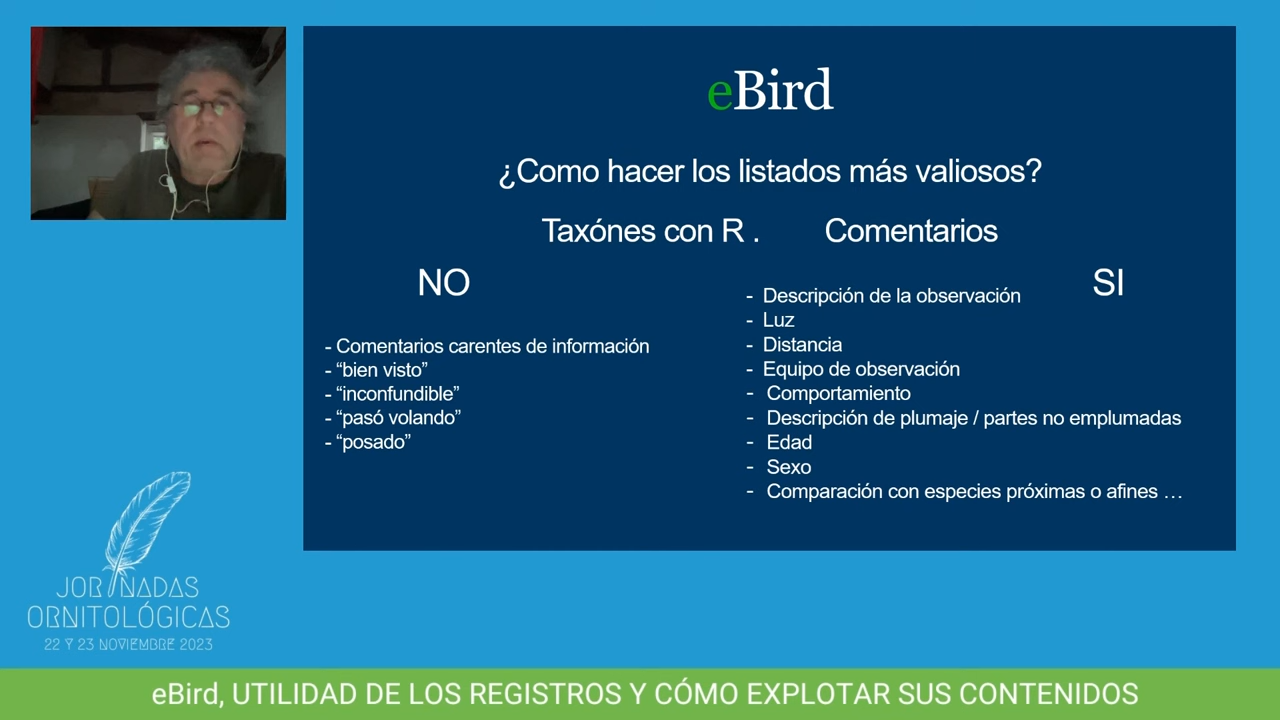 eBird
¿Como hacer los listados más valiosos?
Taxónes con R . Comentarios
NO
- Comentarios carentes de información
- “bien visto”
- “inconfundible”
- “pasó volando”
- “posado”
SI
- Descripción de la observación
- Luz
- Distancia
- Equipo de observación
- Comportamiento
- Descripción de plumaje / partes no emplumadas
- Edad
- Sexo
- Comparación con especies próximas o afines …
JORNADAS
ORNITOLÓGICAS
22 Y 23 NOVIEMBRE 2023
eBird, UTILIDAD DE LOS REGISTROS Y CÓMO EXPLOTAR SUS CONTENIDOS